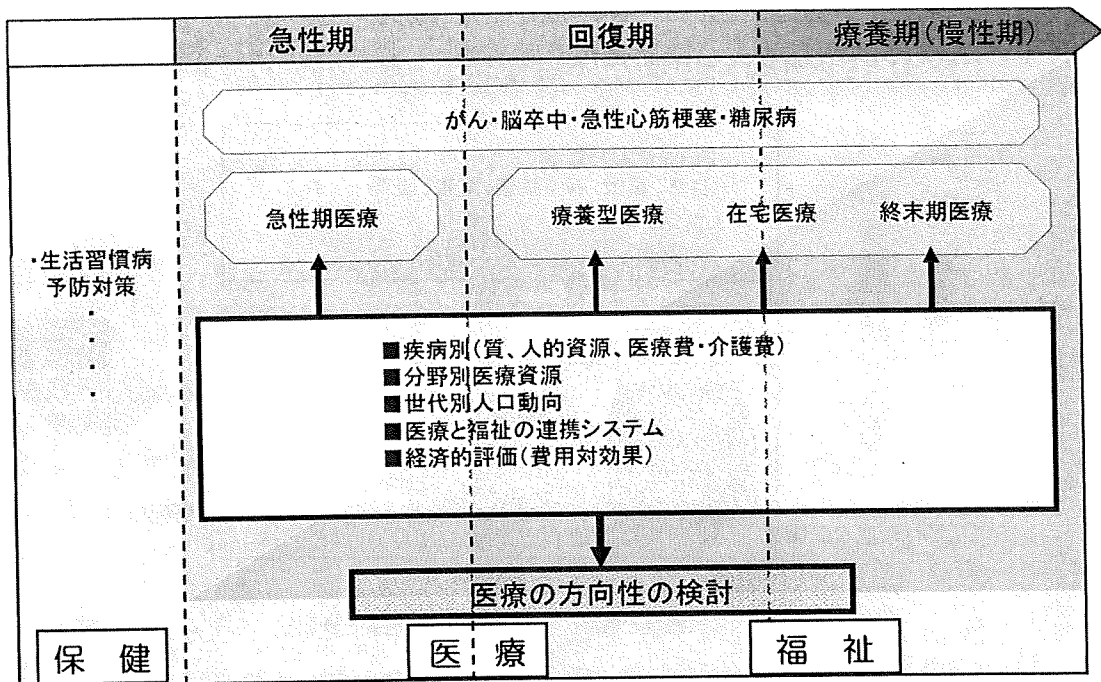 急性期 回復期 療養期(慢性期)
がん・脳卒中・急性心筋梗塞・糖尿病
急性期医療 療養型医療 在宅医療 終末期医療
・生活習慣病
予防対策
・
・
・
・
■疾病別(質、人的資源、医療費・介護費)
■分野別医療資源
■世代別人口動向
■医療と福祉の連携システム
■経済的評価(費用対効果)
医療の方向性の検討
保 健 医 療 福 祉